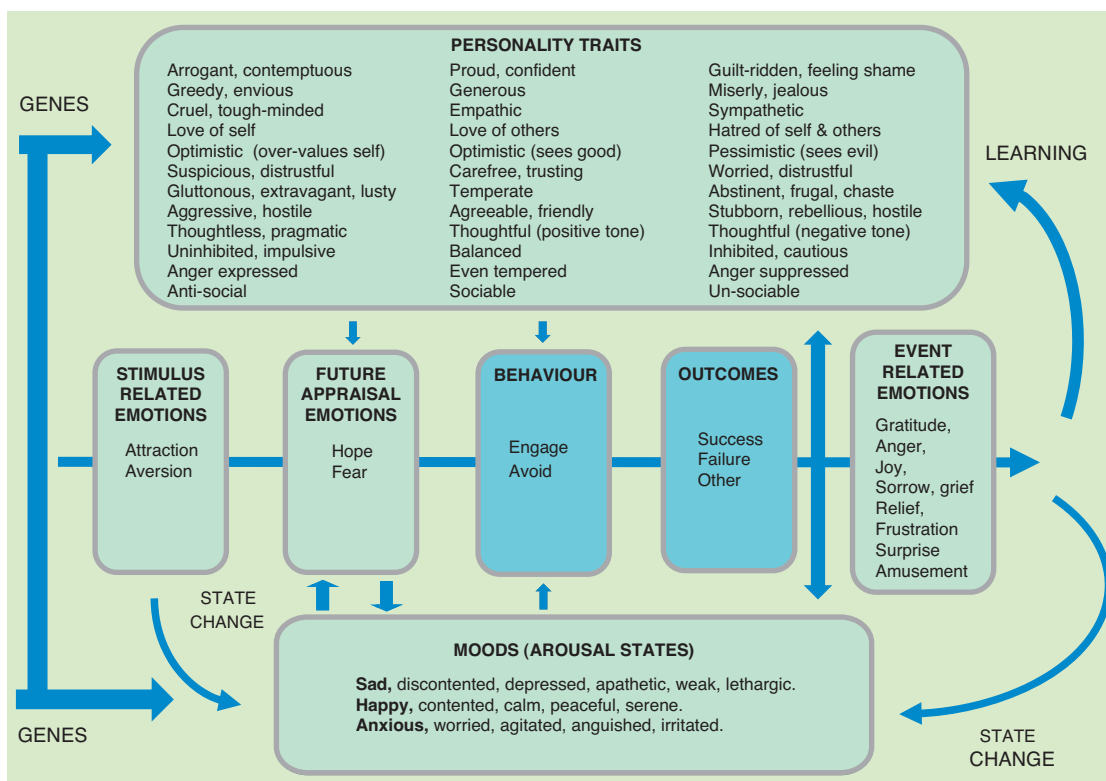 PERSONALITY TRAITS
Arrogant, contemptuous
Greedy, envious
Cruel, tough-minded
Love of self
Optimistic (over-values self)
Suspicious, distrustful
Gluttonous, extravagant, lusty
Aggressive, hostile
Thoughtless, pragmatic
Uninhibited, impulsive
Anger expressed
Anti-social
Proud, confident
Generous
Empathic
Love of others
Optimistic (sees good)
Carefree, trusting
Temperate
Agreeable, friendly
Thoughtful (positive tone)
Balanced
Even tempered
Sociable
Guilt-ridden, feeling shame
Miserly, jealous
Sympathetic
Hatred of self & others
Pessimistic (sees evil)
Worried, distrustful
Abstinent, frugal, chaste
Stubborn, rebellious, hostile
Thoughtful (negative tone)
Inhibited, cautious
Anger suppressed
Un-sociable
GENES
LEARNING
STIMULUS
RELATED
EMOTIONS
Attraction
Aversion
FUTURE
APPRAISAL
EMOTIONS
Hope
Fear
BEHAVIOUR
Engage
Avoid
OUTCOMES
Success
Failure
Other
EVENT
RELATED
EMOTIONS
Gratitude,
Anger,
Joy,
Sorrow, grief
Relief,
Frustration
Surprise
Amusement
STATE
CHANGE
MOODS (AROUSAL STATES)
Sad, discontented, depressed, apathetic, weak, lethargic.
Happy, contented, calm, peaceful, serene.
Anxious, worried, agitated, anguished, irritated.
GENES
STATE
CHANGE